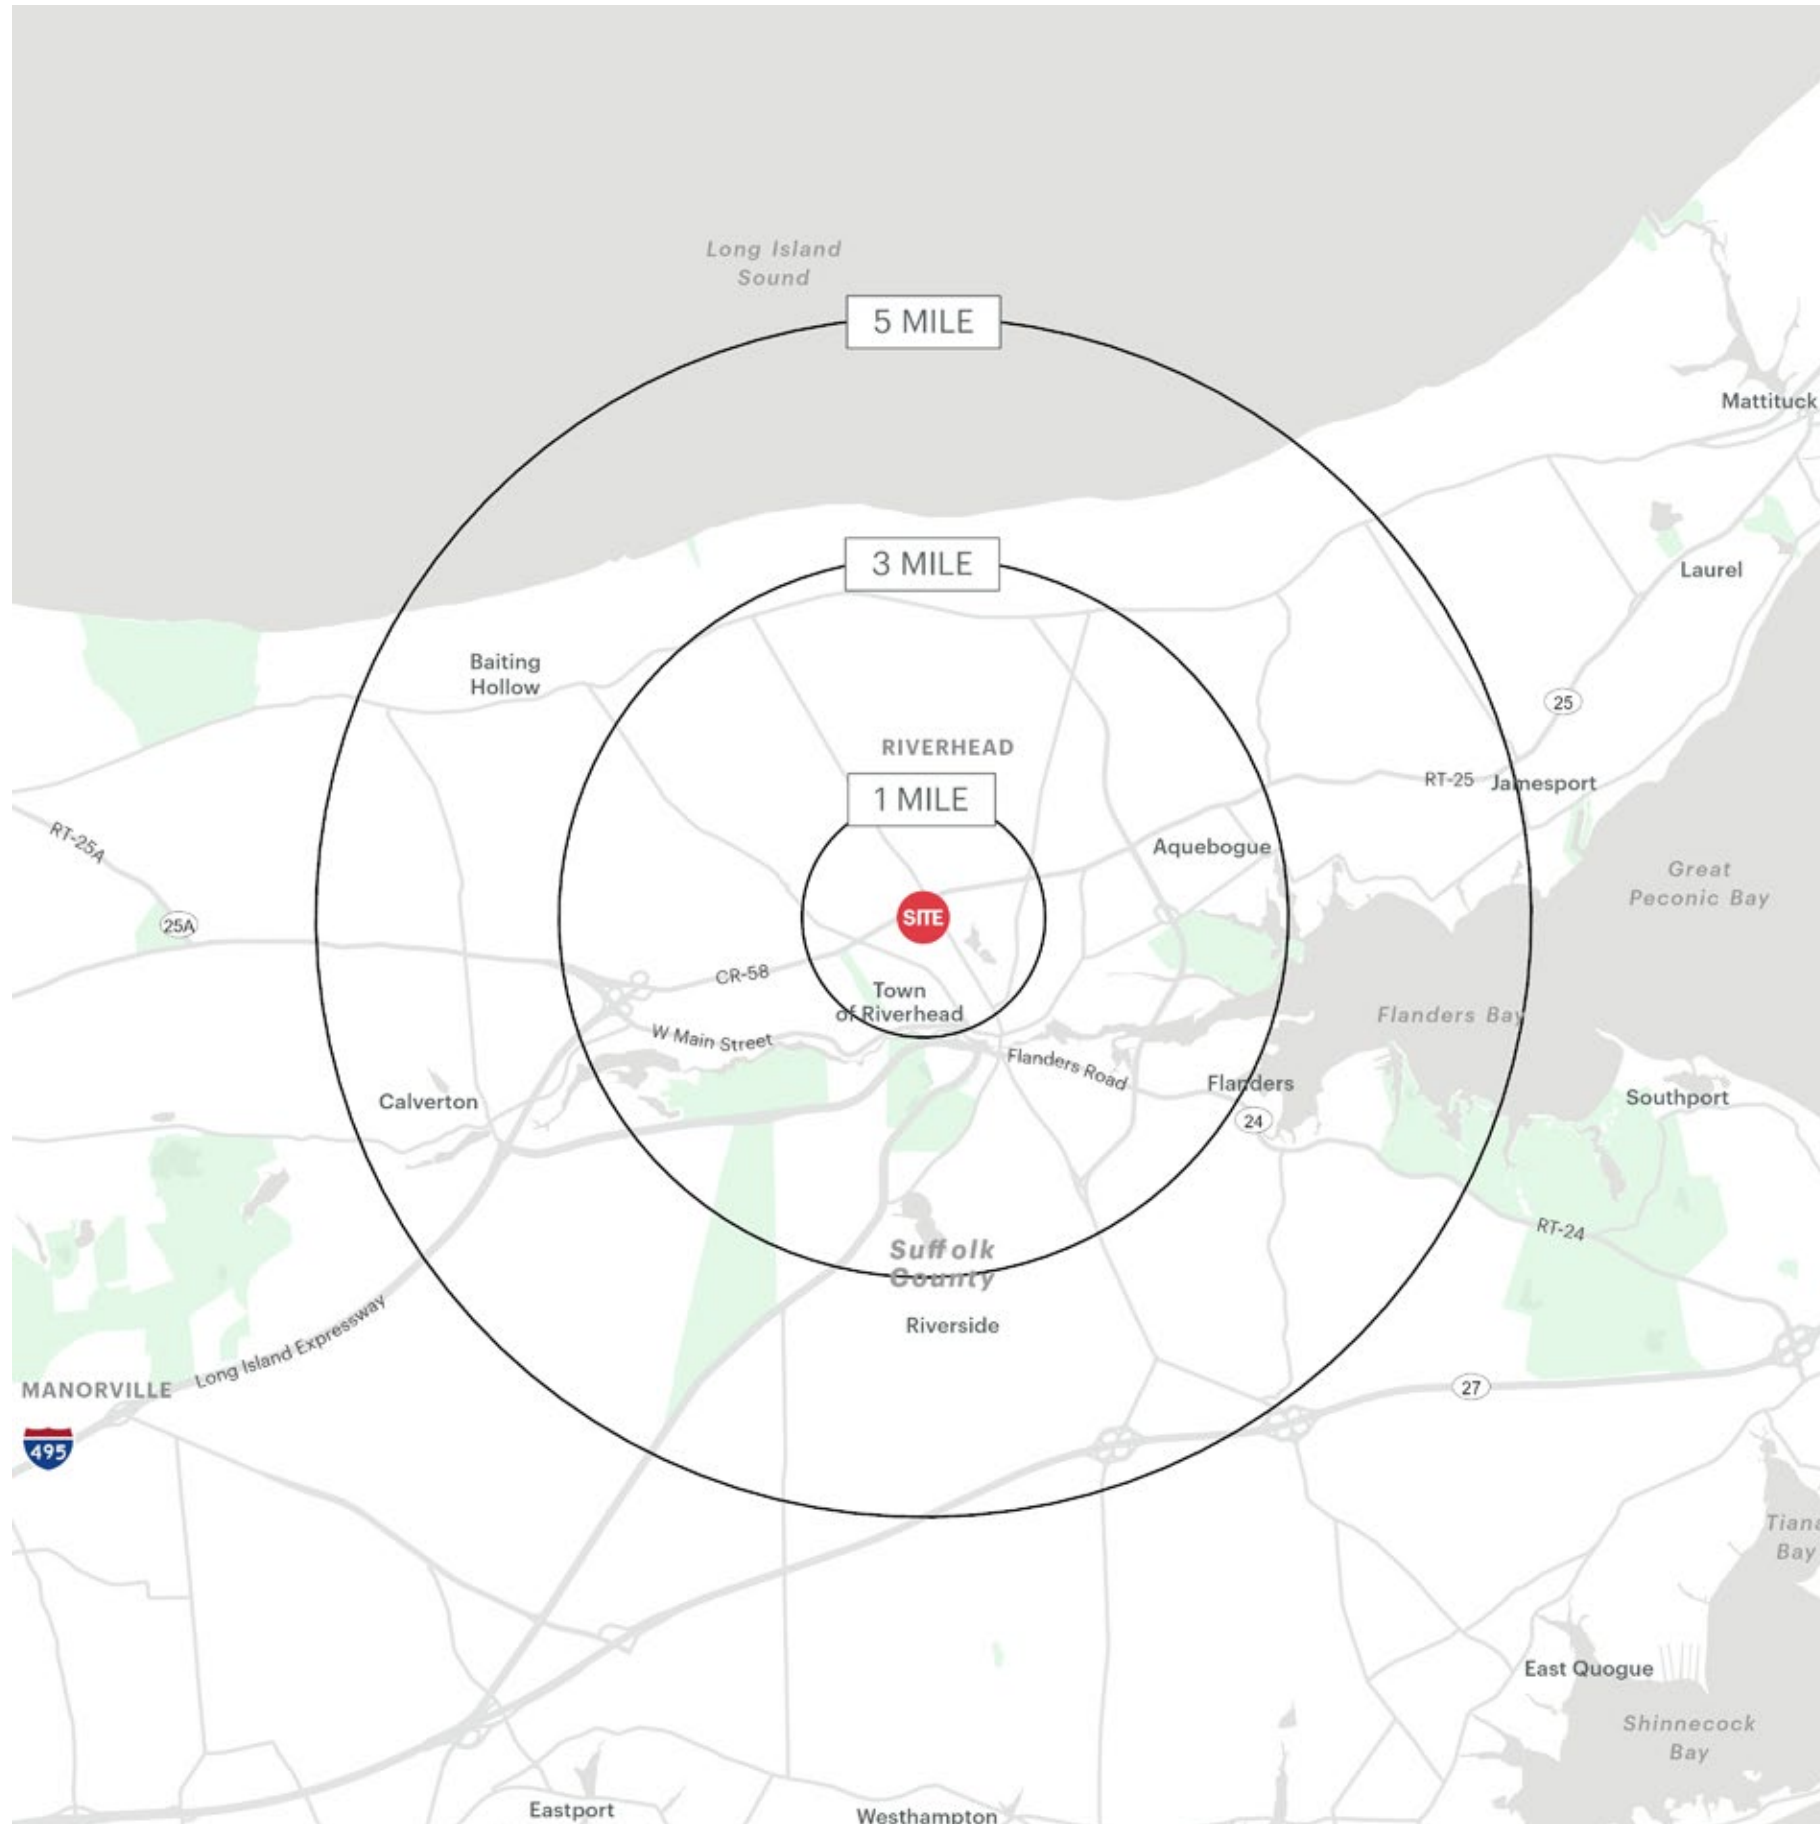 Long Island
Sound
5 MILE
Mattituck
3 MILE
Laurel
Baiting
Hollow
25
RIVERHEAD
RT-25
Jamesport
1 MILE
RT-25A
Aquebogue
Great
Peconic Bay
25A
SITE
CR-58
Town
of Riverhead
Flanders Bay
W Main Street
Flanders Road
Flanders
Calverton
Southport
24
RT-24
Suffolk
County
Riverside
Long Island Expressway
MANORVILLE
27
495
Tiana
Bay
East Quogue
Shinnecock
Bay
Eastport
Westhampton